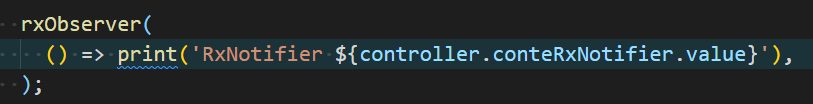 rxObserver(
() => print('RxNotifier ${controller.conteRxNotifier.value}'),
);